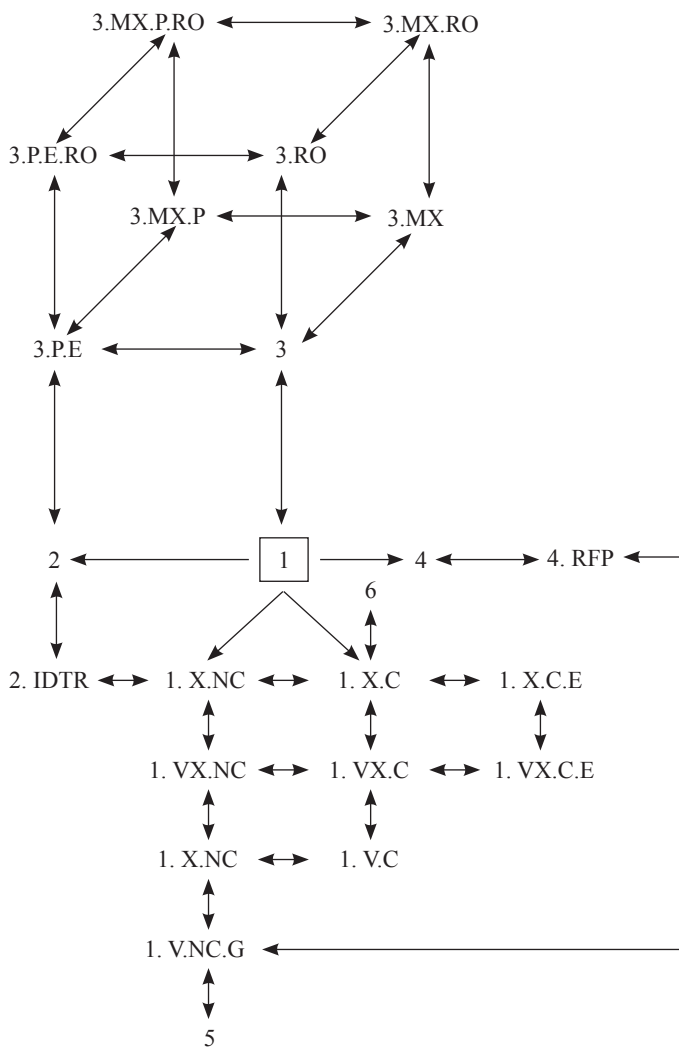 3.MX.P.RO 3.MX.RO
3.P.E.RO 3.RO
3.MX.P 3.MX
3.P.E 3
2 1 4 4. RFP
6
2. IDTR 1. X.NC 1. X.C 1. X.C.E
1. VX.NC 1. VX.C 1. VX.C.E
1. X.NC 1. V.C
1. V.NC.G
5